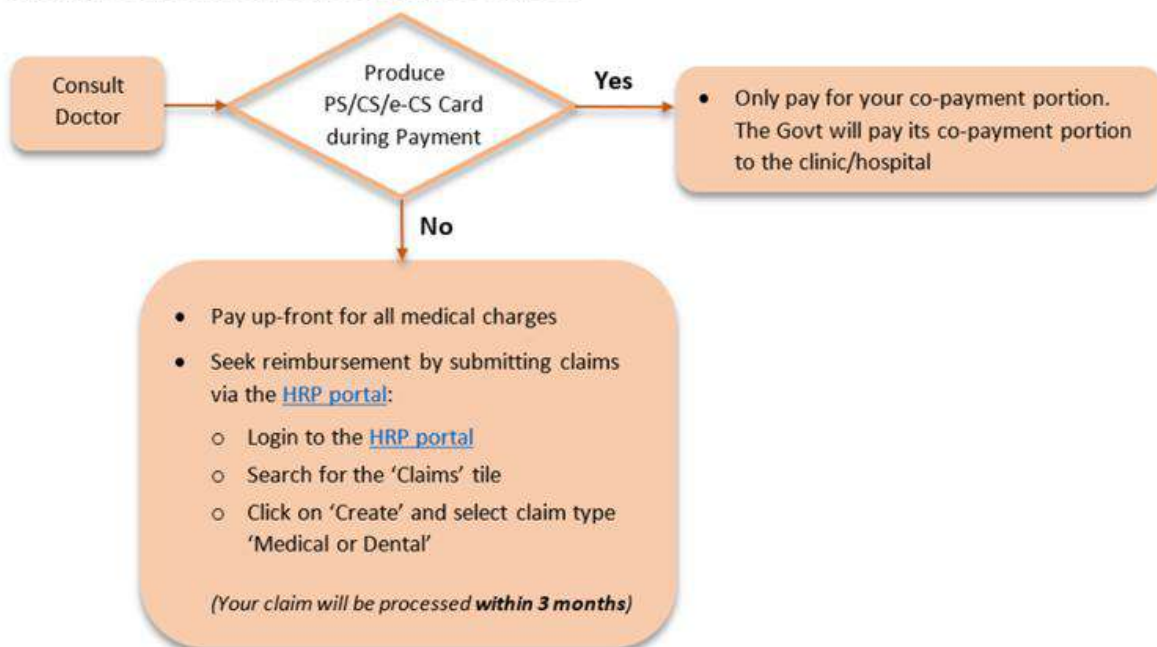 Consult
Doctor
Produce
PS/CS/e-CS Card
during Payment
Yes
• Only pay for your co-payment portion.
The Govt will pay its co-payment portion
to the clinic/hospital
No
• Pay up-front for all medical charges
• Seek reimbursement by submitting claims
via the HRP portal:
o Login to the HRP portal
o Search for the ‘Claims’ tile
o Click on ‘Create’ and select claim type
‘Medical or Dental’
(Your claim will be processed within 3 months)